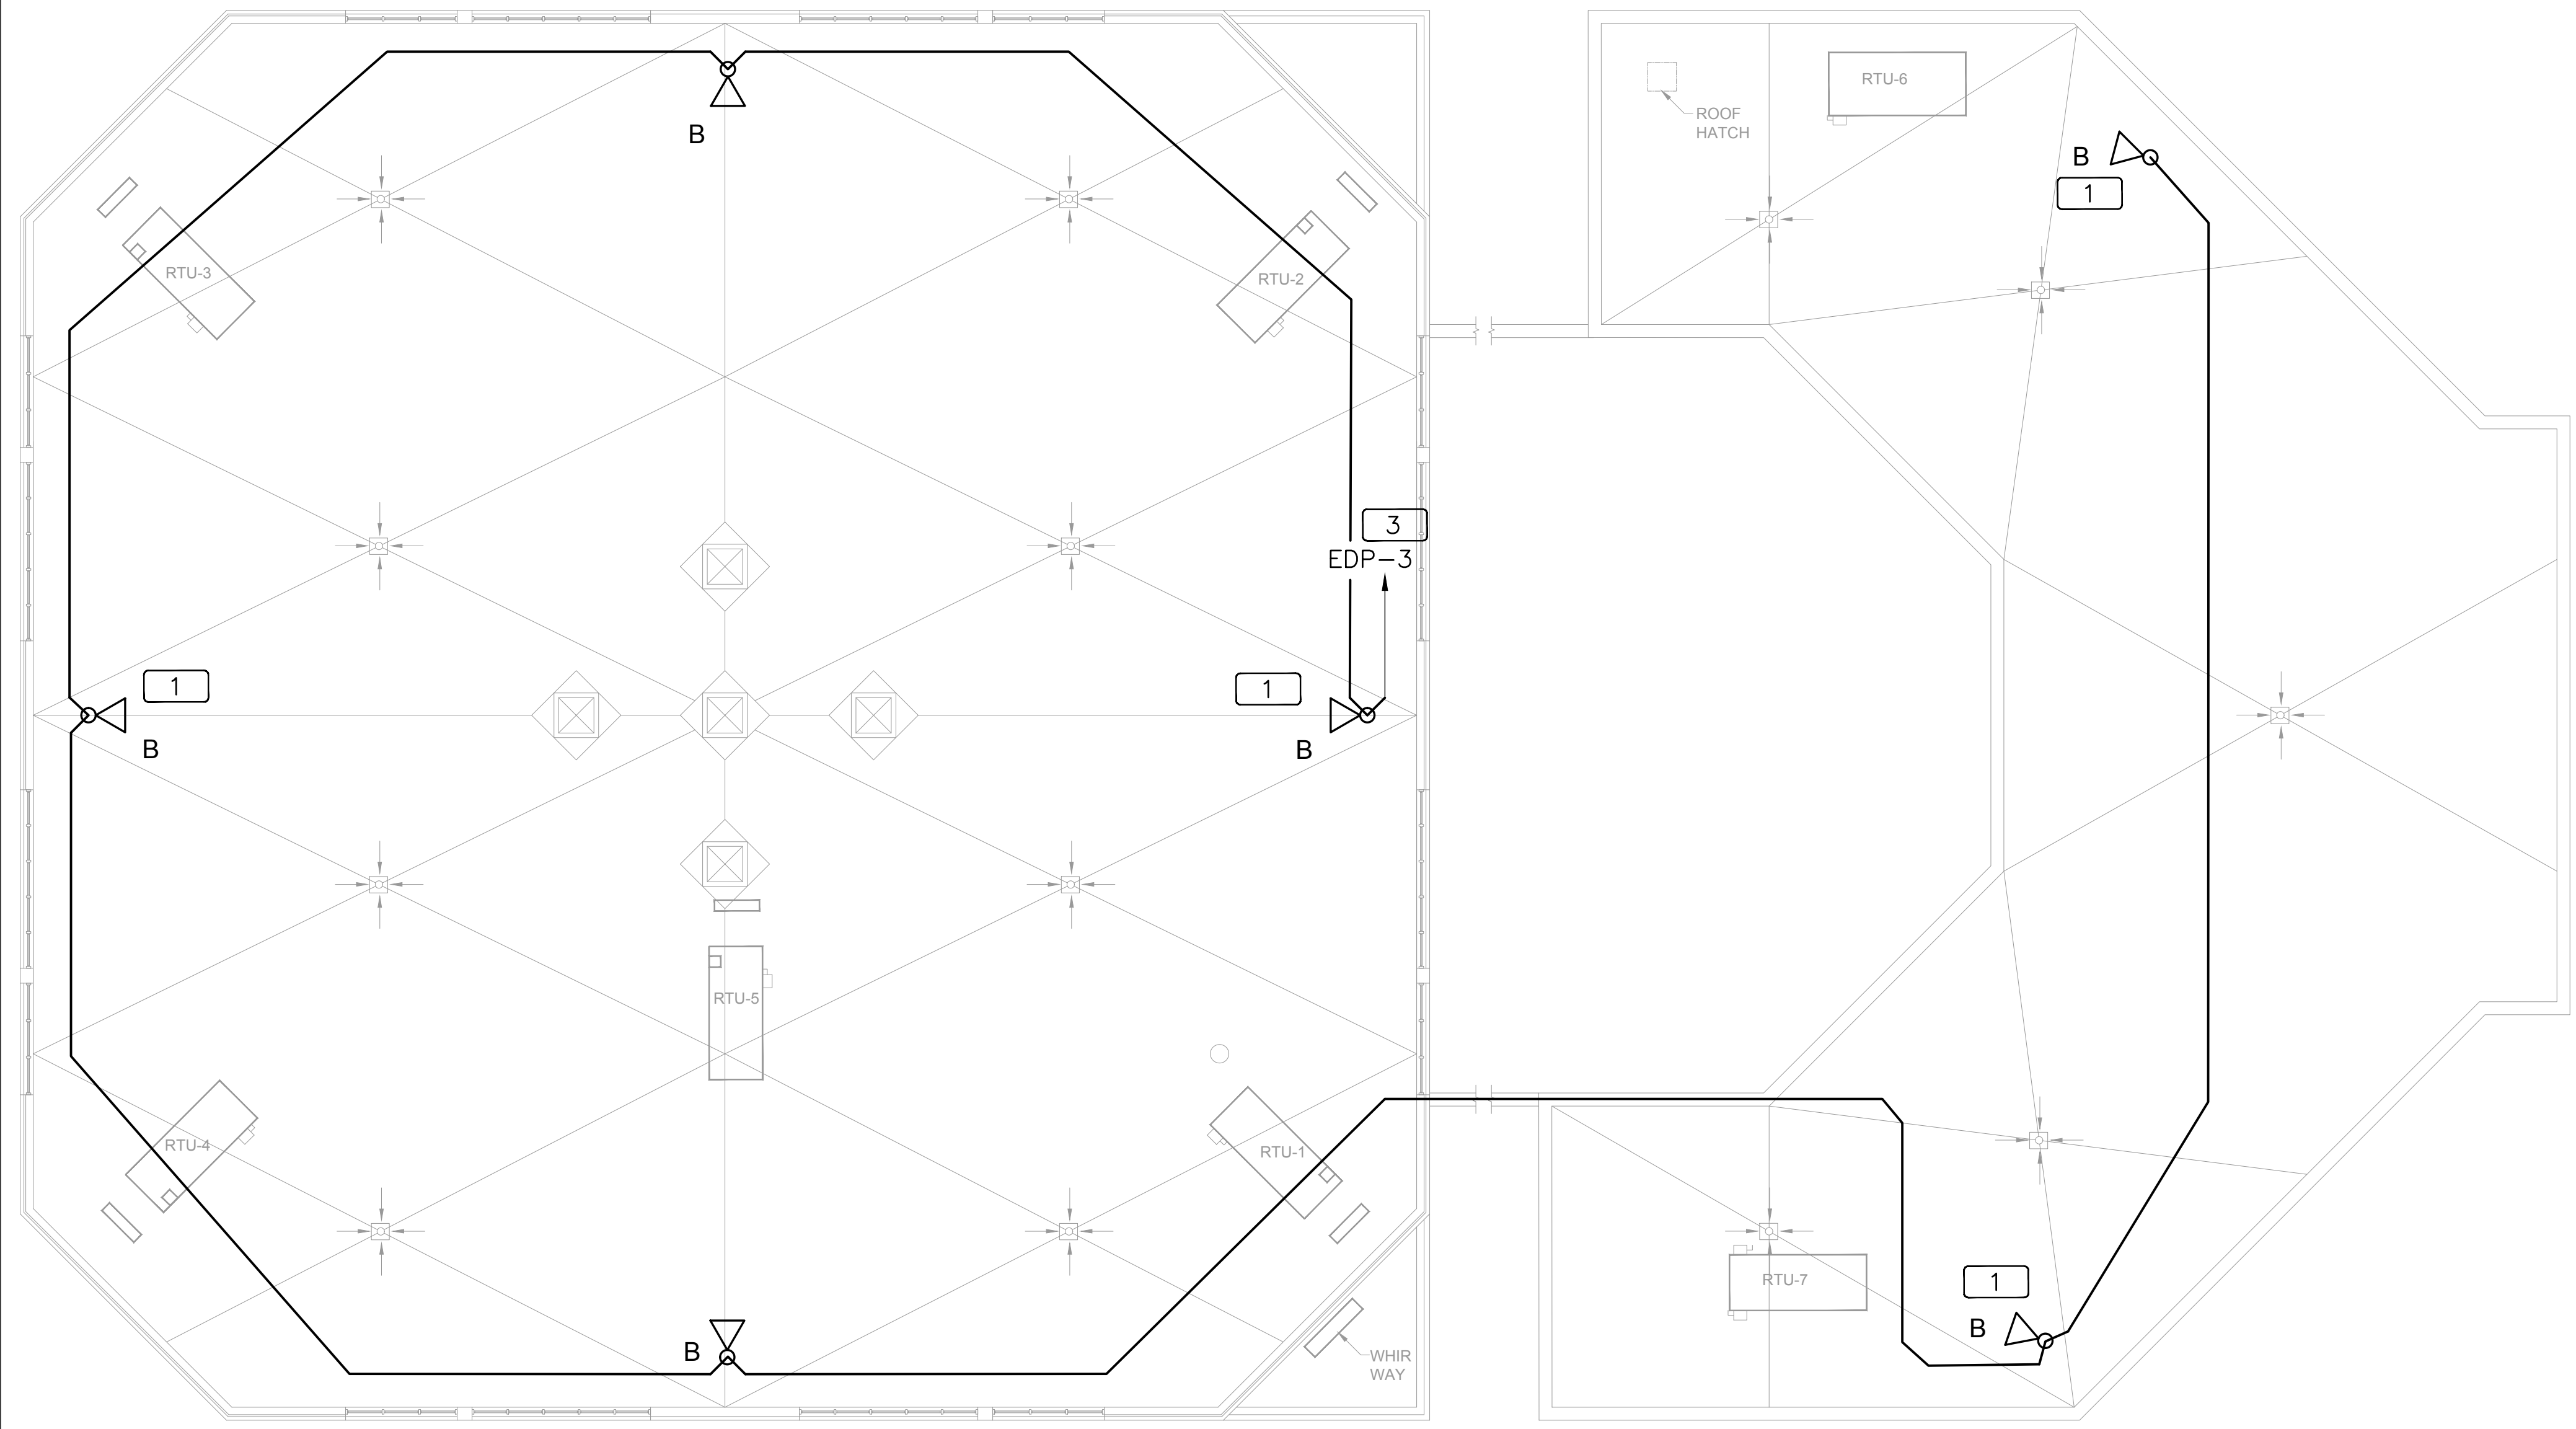 RTU-6
ROOF
HATCH
B
B
1
RTU-3
RTU-2
3
EDP-3
1
1
B
B
RTU-5
RTU-4
RTU-1
1
RTU-7
B
B
WHIR
WAY